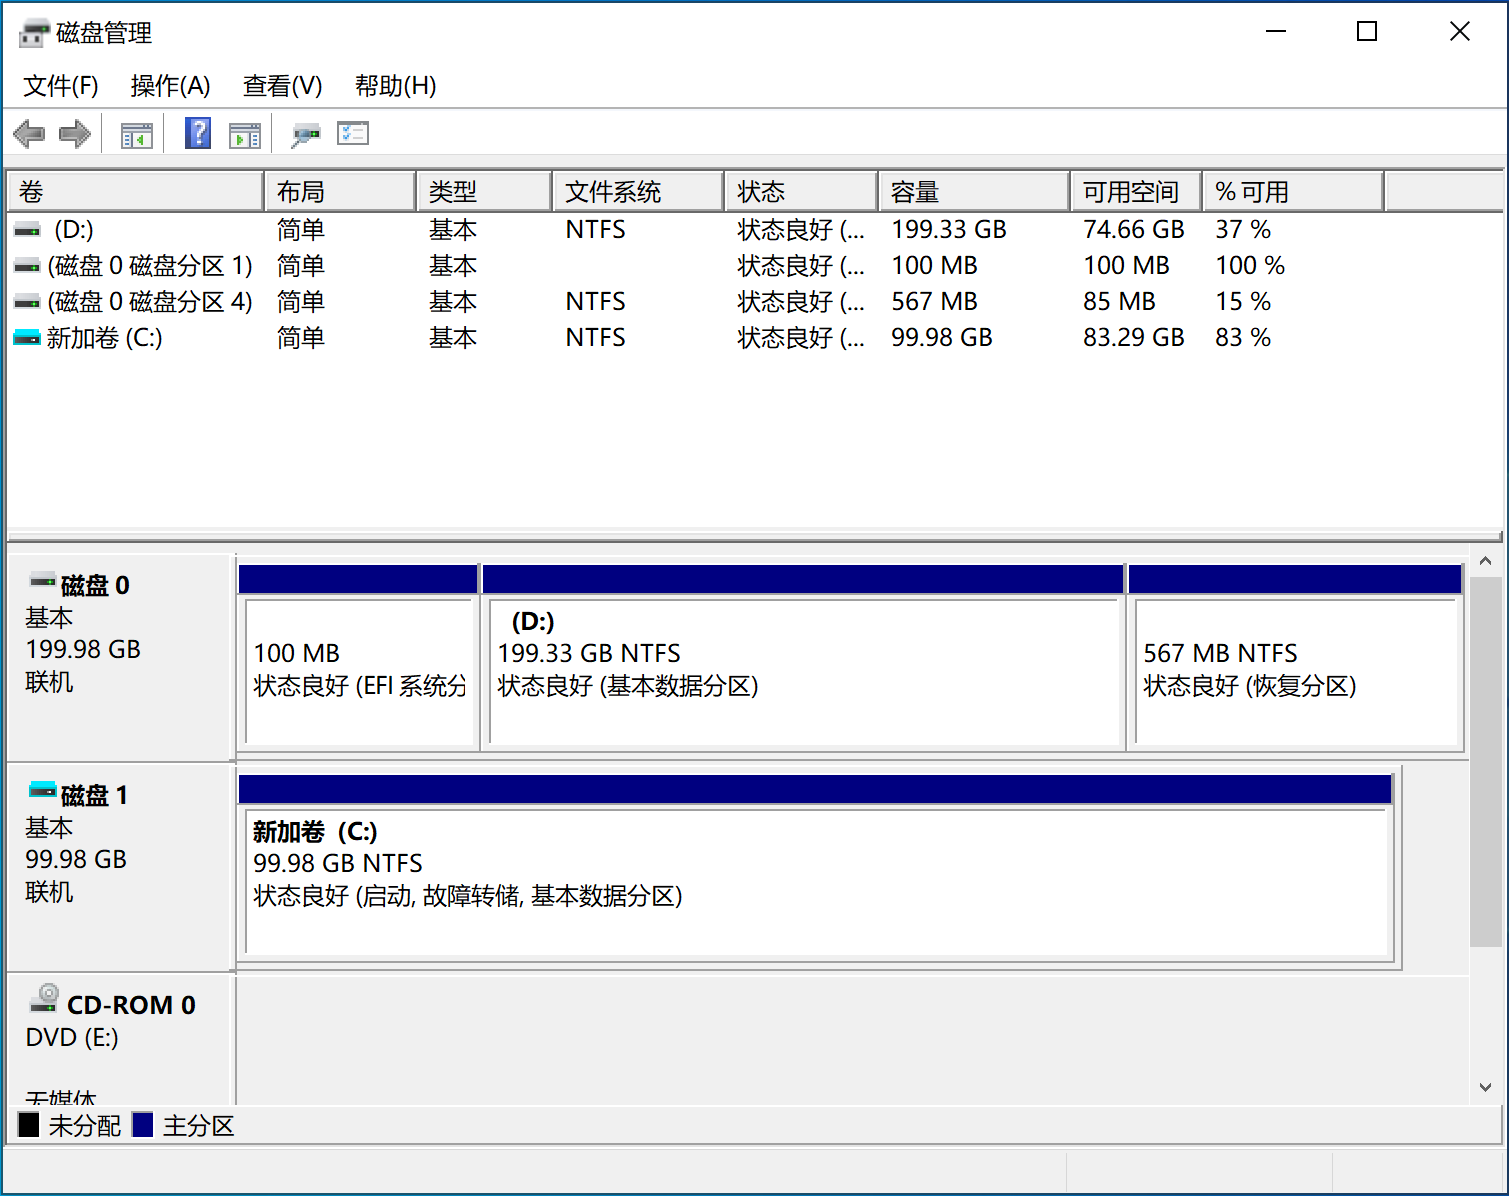 磁盘管理
文件(F) 操作(A) 查看(V) 帮助(H)
卷 布局 类型 文件系统 状态 容量 可用空间 % 可用
(D:) 简单 基本 NTFS 状态良好 (... 199.33 GB 74.66 GB 37 %
(磁盘 0 磁盘分区 1) 简单 基本 状态良好 (... 100 MB 100 MB 100 %
(磁盘 0 磁盘分区 4) 简单 基本 NTFS 状态良好 (... 567 MB 85 MB 15 %
新加卷 (C:) 简单 基本 NTFS 状态良好 (... 99.98 GB 83.29 GB 83 %
磁盘 0
基本
199.98 GB
联机
100 MB
状态良好 (EFI 系统分
(D:)
199.33 GB NTFS
状态良好 (基本数据分区)
567 MB NTFS
状态良好 (恢复分区)
磁盘 1
基本
99.98 GB
联机
新加卷 (C:)
99.98 GB NTFS
状态良好 (启动, 故障转储, 基本数据分区)
CD-ROM 0
DVD (E:)
无媒体
未分配 主分区